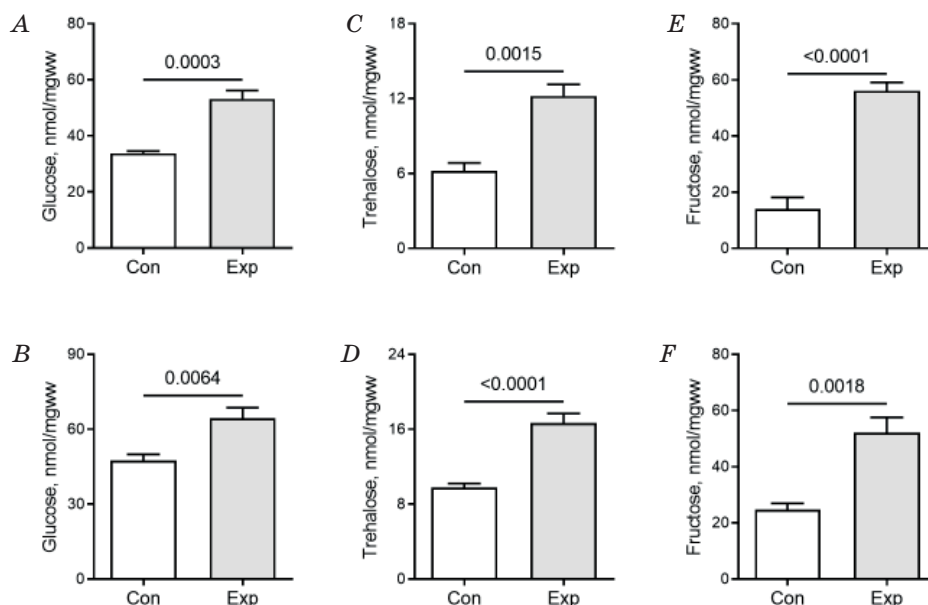 A
Glucose, nmol/mgww
80
60
40
20
0
0.0003
Con Exp
C
Trehalose, nmol/mgww
18
12
6
0
0.0015
Con Exp
E
Fructose, nmol/mgww
80
60
40
20
0
<0.0001
Con Exp
B
Glucose, nmol/mgww
90
60
30
0
0.0064
Con Exp
D
Trehalose, nmol/mgww
24
16
8
0
<0.0001
Con Exp
F
Fructose, nmol/mgww
80
60
40
20
0
0.0018
Con Exp